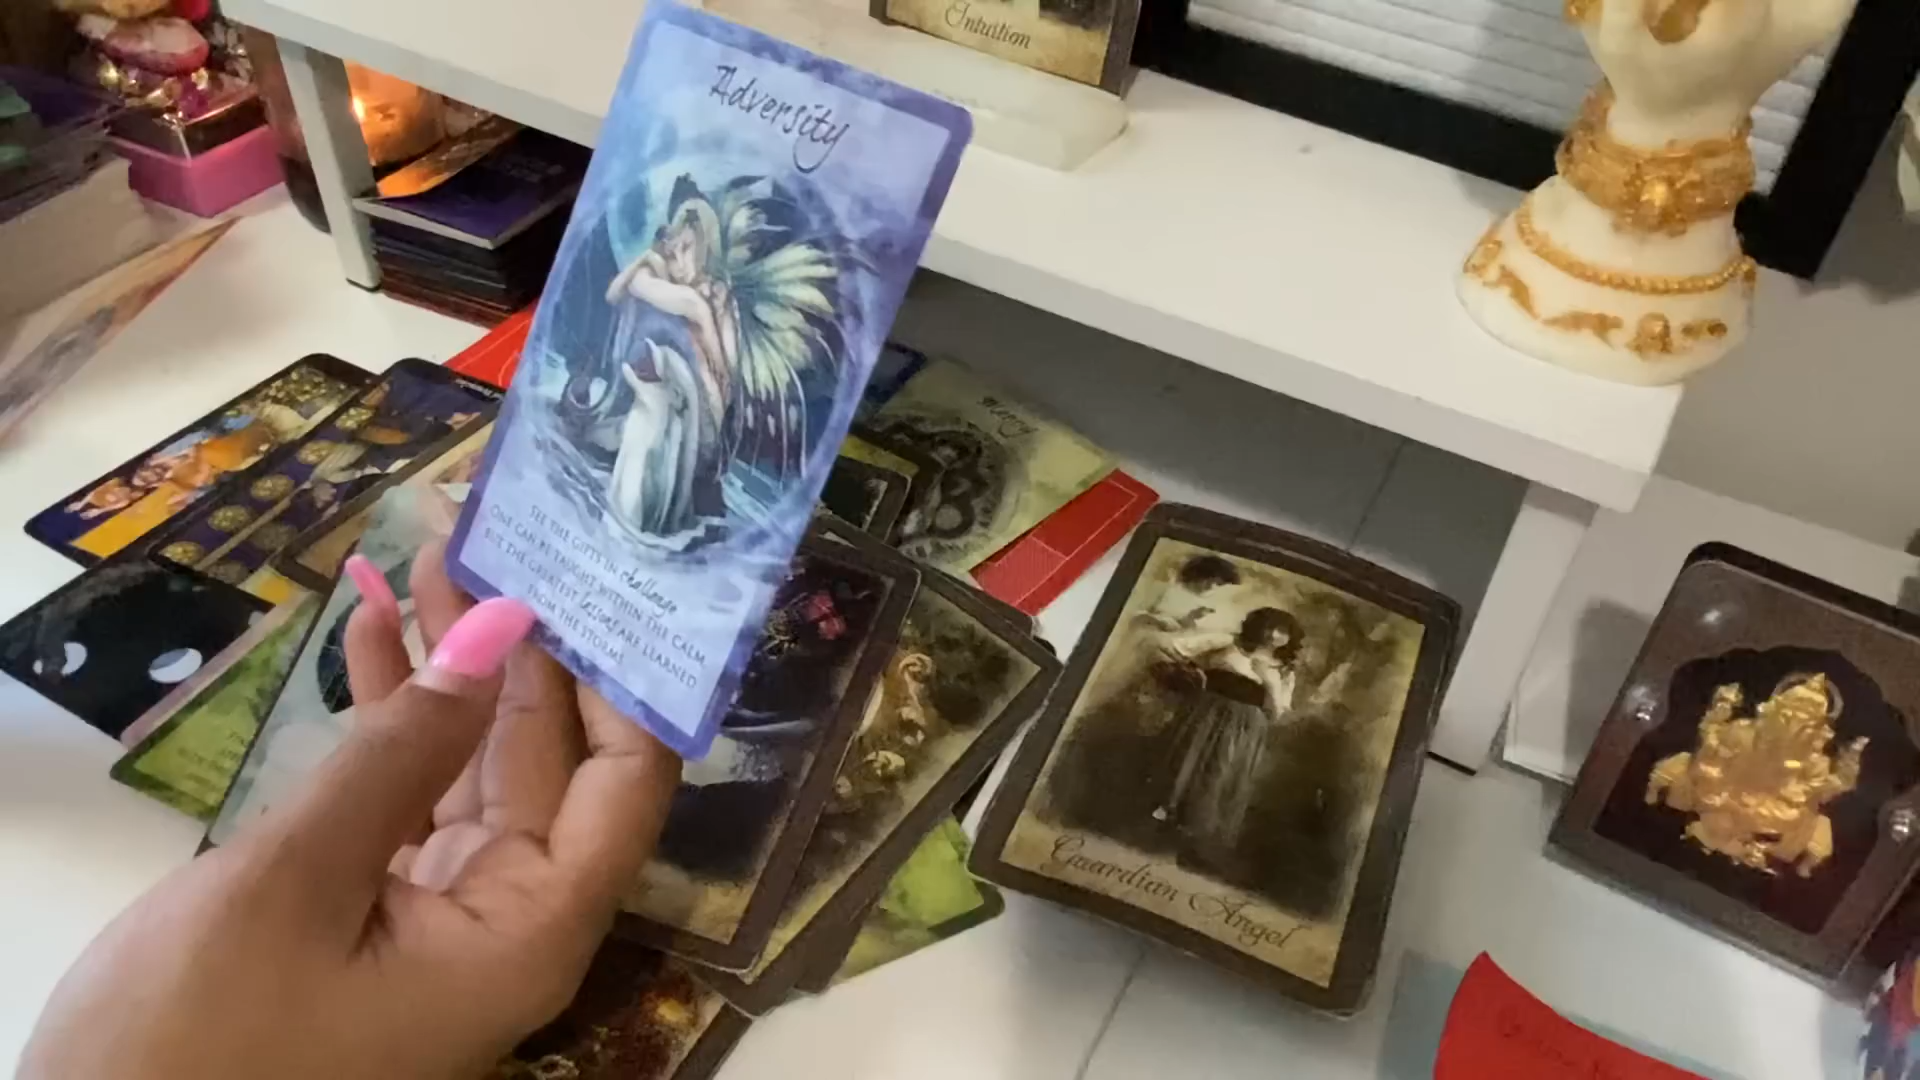 Intuition
Adversity
SEE THE GIFTS IN challenge
ONE CAN BE TAUGHT WITHIN THE CALM
BUT THE GREATEST lessons ARE LEARNED
FROM THE STORMS
Mercy
Guardian Angel